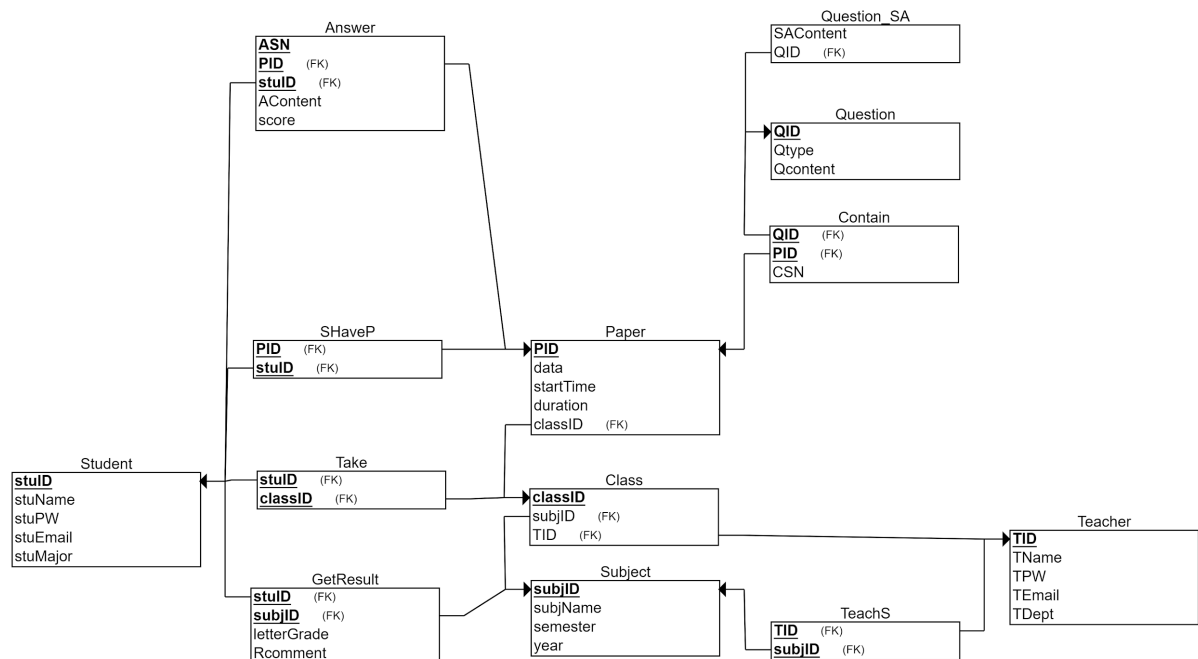 Answer
ASN
PID (FK)
stuID (FK)
AContent
score
Question_SA
SAContent
QID (FK)
Question
QID
Qtype
Qcontent
Contain
QID (FK)
PID (FK)
CSN
SHaveP
PID (FK)
stuID (FK)
Paper
PID
data
startTime
duration
classID (FK)
Student
stuID
stuName
stuPW
stuEmail
stuMajor
Take
stuID (FK)
classID (FK)
Class
classID
subjID (FK)
TID (FK)
Teacher
TID
TName
TPW
TEmail
TDept
GetResult
stuID (FK)
subjID (FK)
letterGrade
Rcomment
Subject
subjID
subjName
semester
year
TeachS
TID (FK)
subjID (FK)